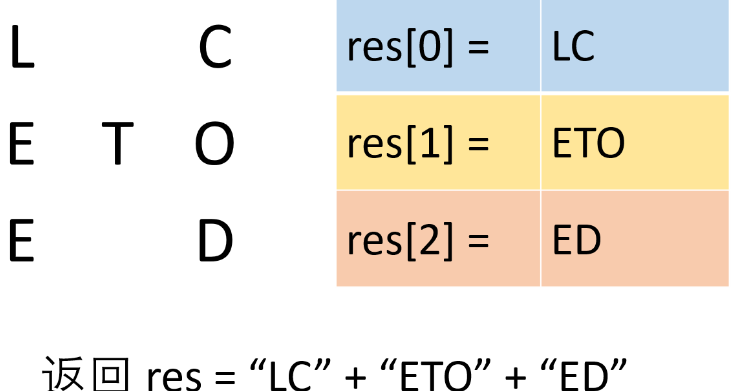 L C res[0] = LC
E T O res[1] = ETO
E D res[2] = ED
返回 res = “LC” + “ETO” + “ED”